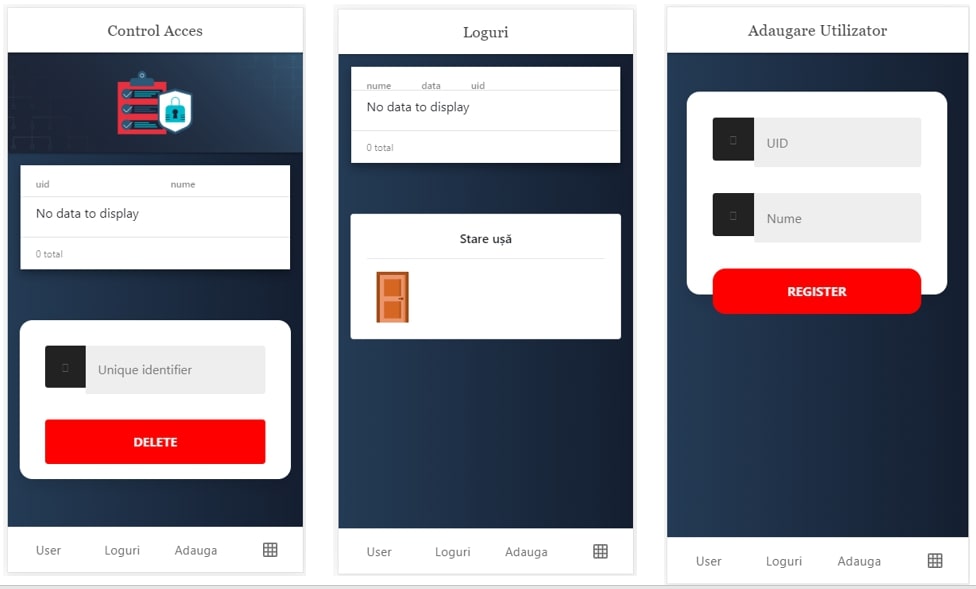 Control Acces
uid nume
No data to display
0 total
Unique identifier
DELETE
User Loguri Adauga
Loguri
nume data uid
No data to display
0 total
Stare ușă
User Loguri Adauga
Adaugare Utilizator
UID
Nume
REGISTER
User Loguri Adauga